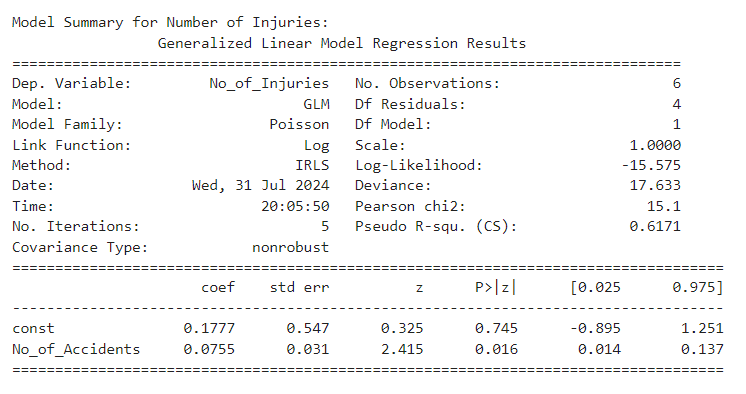 Model Summary for Number of Injuries:
                 Generalized Linear Model Regression Results
==============================================================================
Dep. Variable:         No_of_Injuries   No. Observations:                    6
Model:                            GLM   Df Residuals:                        4
Model Family:                 Poisson   Df Model:                            1
Link Function:                    Log   Scale:                          1.0000
Method:                          IRLS   Log-Likelihood:                -15.575
Date:                Wed, 31 Jul 2024   Deviance:                       17.633
Time:                        20:05:50   Pearson chi2:                     15.1
No. Iterations:                     5   Pseudo R-squ. (CS):             0.6171
Covariance Type:            nonrobust
===================================================================================
                      coef    std err          z      P>|z|      [0.025      0.975]
-----------------------------------------------------------------------------------
const               0.1777      0.547      0.325      0.745      -0.895       1.251
No_of_Accidents     0.0755      0.031      2.415      0.016       0.014       0.137
===================================================================================